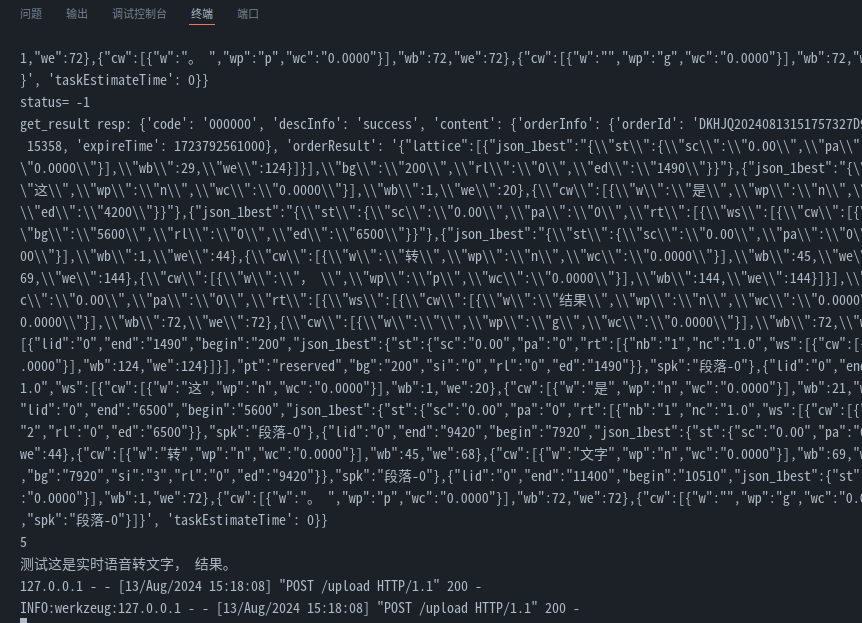 问题 输出 调试控制台 终端 端口
1,"we":72},{"cw":[{"w":"。 ","wp":"p","wc":"0.0000"}],"wb":72,"we":72},{"cw":[{"w":"","wp":"g","wc":"0.0000"}],"wb":72,"w
}', 'taskEstimateTime': 0}}
status= -1
get_result resp: {'code': '000000', 'descInfo': 'success', 'content': {'orderInfo': {'orderId': 'DKHJQ20240813151757327D9
15358, 'expireTime': 1723792561000}, 'orderResult': '{"lattice":[{"json_1best":"{\\"st\\":{\\"sc\\":\\"0.00\\",\\"pa\\"
\"0.0000\\"}],\\"wb\\":29,\\"we\\":124}]}],\\"bg\\":\\"200\\",\\"rl\\":\\"0\\",\\"ed\\":\\"1490\\"}}"},{"json_1best":"{\\
\"这\\",\\"wp\\":\\"n\\",\\"wc\\":\\"0.0000\\"}],\\"wb\\":1,\\"we\\":20},{\\"cw\\":[{\\"w\\":\\"是\\",\\"wp\\":\\"n\\",\
\\"ed\\":\\"4200\\"}}"},{"json_1best":"{\\"st\\":{\\"sc\\":\\"0.00\\",\\"pa\\":\\"0\\",\\"rt\\":[{\\"ws\\":[{\\"cw\\":[{\
\"bg\\":\\"5600\\",\\"rl\\":\\"0\\",\\"ed\\":\\"6500\\"}}"},{"json_1best":"{\\"st\\":{\\"sc\\":\\"0.00\\",\\"pa\\":\\"0\
00\\"}],\\"wb\\":1,\\"we\\":44},{\\"cw\\":[{\\"w\\":\\"转\\",\\"wp\\":\\"n\\",\\"wc\\":\\"0.0000\\"}],\\"wb\\":45,\\"we\
69,\\"we\\":144},{\\"cw\\":[{\\"w\\":\\", \\",\\"wp\\":\\"p\\",\\"wc\\":\\"0.0000\\"}],\\"wb\\":144,\\"we\\":144}]}],\\
c\\":\\"0.00\\",\\"pa\\":\\"0\\",\\"rt\\":[{\\"ws\\":[{\\"cw\\":[{\\"w\\":\\"结果\\",\\"wp\\":\\"n\\",\\"wc\\":\\"0.0000
0.0000\\"}],\\"wb\\":72,\\"we\\":72},{\\"cw\\":[{\\"w\\":\\"\\",\\"wp\\":\\"g\\",\\"wc\\":\\"0.0000\\"}],\\"wb\\":72,\\"w
[{"lid":"0","end":"1490","begin":"200","json_1best":{"st":{"sc":"0.00","pa":"0","rt":[{"nb":"1","nc":"1.0","ws":[{"cw":[{
.0000"}],"wb":124,"we":124}]}],"pt":"reserved","bg":"200","si":"0","rl":"0","ed":"1490"}},"spk":"段落-0"},{"lid":"0","end
1.0","ws":[{"cw":[{"w":"这","wp":"n","wc":"0.0000"}],"wb":1,"we":20},{"cw":[{"w":"是","wp":"n","wc":"0.0000"}],"wb":21,"w
"lid":"0","end":"6500","begin":"5600","json_1best":{"st":{"sc":"0.00","pa":"0","rt":[{"nb":"1","nc":"1.0","ws":[{"cw":[{"
"2","rl":"0","ed":"6500"}},"spk":"段落-0"},{"lid":"0","end":"9420","begin":"7920","json_1best":{"st":{"sc":"0.00","pa":"0
we":44},{"cw":[{"w":"转","wp":"n","wc":"0.0000"}],"wb":45,"we":68},{"cw":[{"w":"文字","wp":"n","wc":"0.0000"}],"wb":69,"w
,"bg":"7920","si":"3","rl":"0","ed":"9420"}},"spk":"段落-0"},{"lid":"0","end":"11400","begin":"10510","json_1best":{"st":
:"0.0000"}],"wb":1,"we":72},{"cw":[{"w":"。 ","wp":"p","wc":"0.0000"}],"wb":72,"we":72},{"cw":[{"w":"","wp":"g","wc":"0.0
,"spk":"段落-0"}]}', 'taskEstimateTime': 0}}
5
测试这是实时语音转文字, 结果。
127.0.0.1 - - [13/Aug/2024 15:18:08] "POST /upload HTTP/1.1" 200 -
INFO:werkzeug:127.0.0.1 - - [13/Aug/2024 15:18:08] "POST /upload HTTP/1.1" 200 -